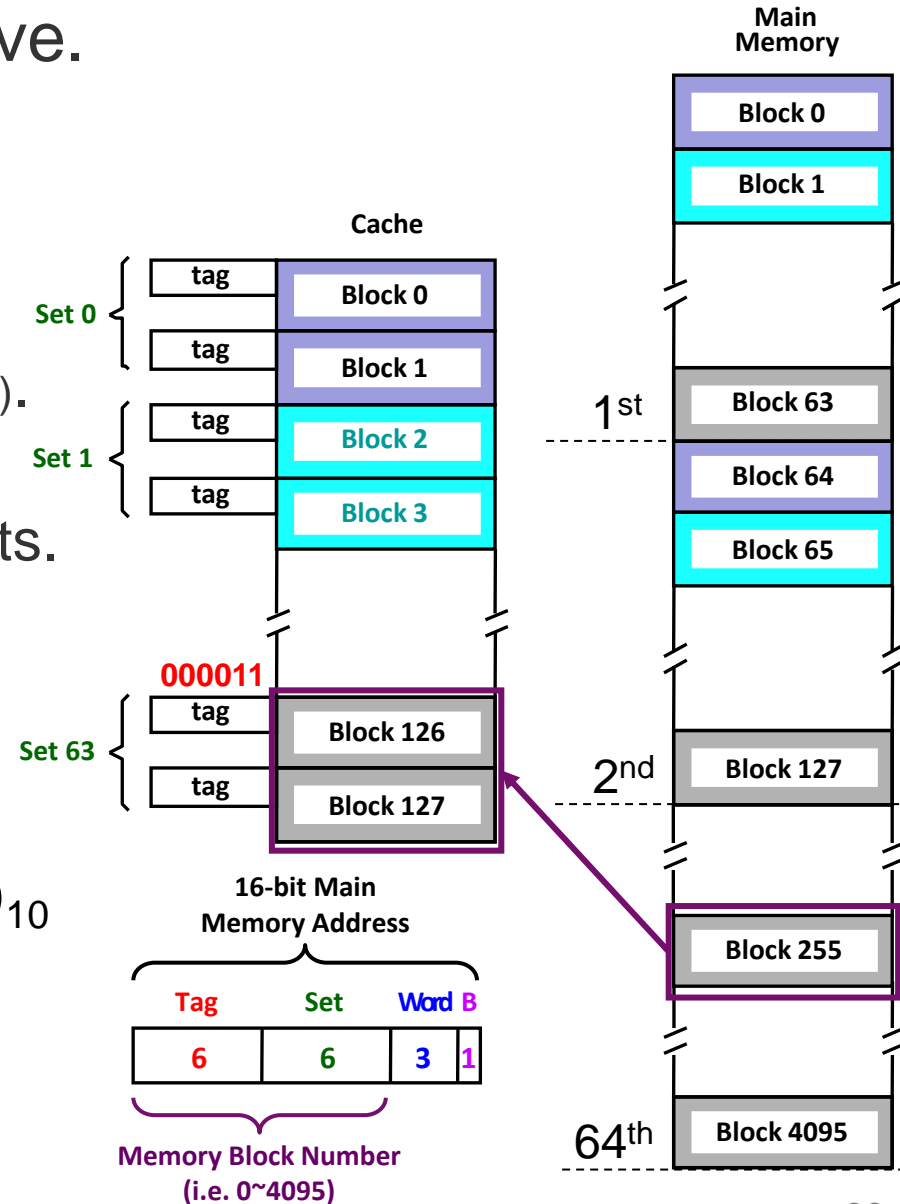 ve.
).
ts.
)10
Cache
Set 0
tag
Block 0
tag
Block 1
Set 1
tag
Block 2
tag
Block 3
000011
Set 63
tag
Block 126
tag
Block 127
16-bit Main
Memory Address
Tag Set Word B
6 6 3 1
Memory Block Number
(i.e. 0~4095)
Main
Memory
Block 0
Block 1
1st
Block 63
Block 64
Block 65
2nd
Block 127
Block 255
64th
Block 4095